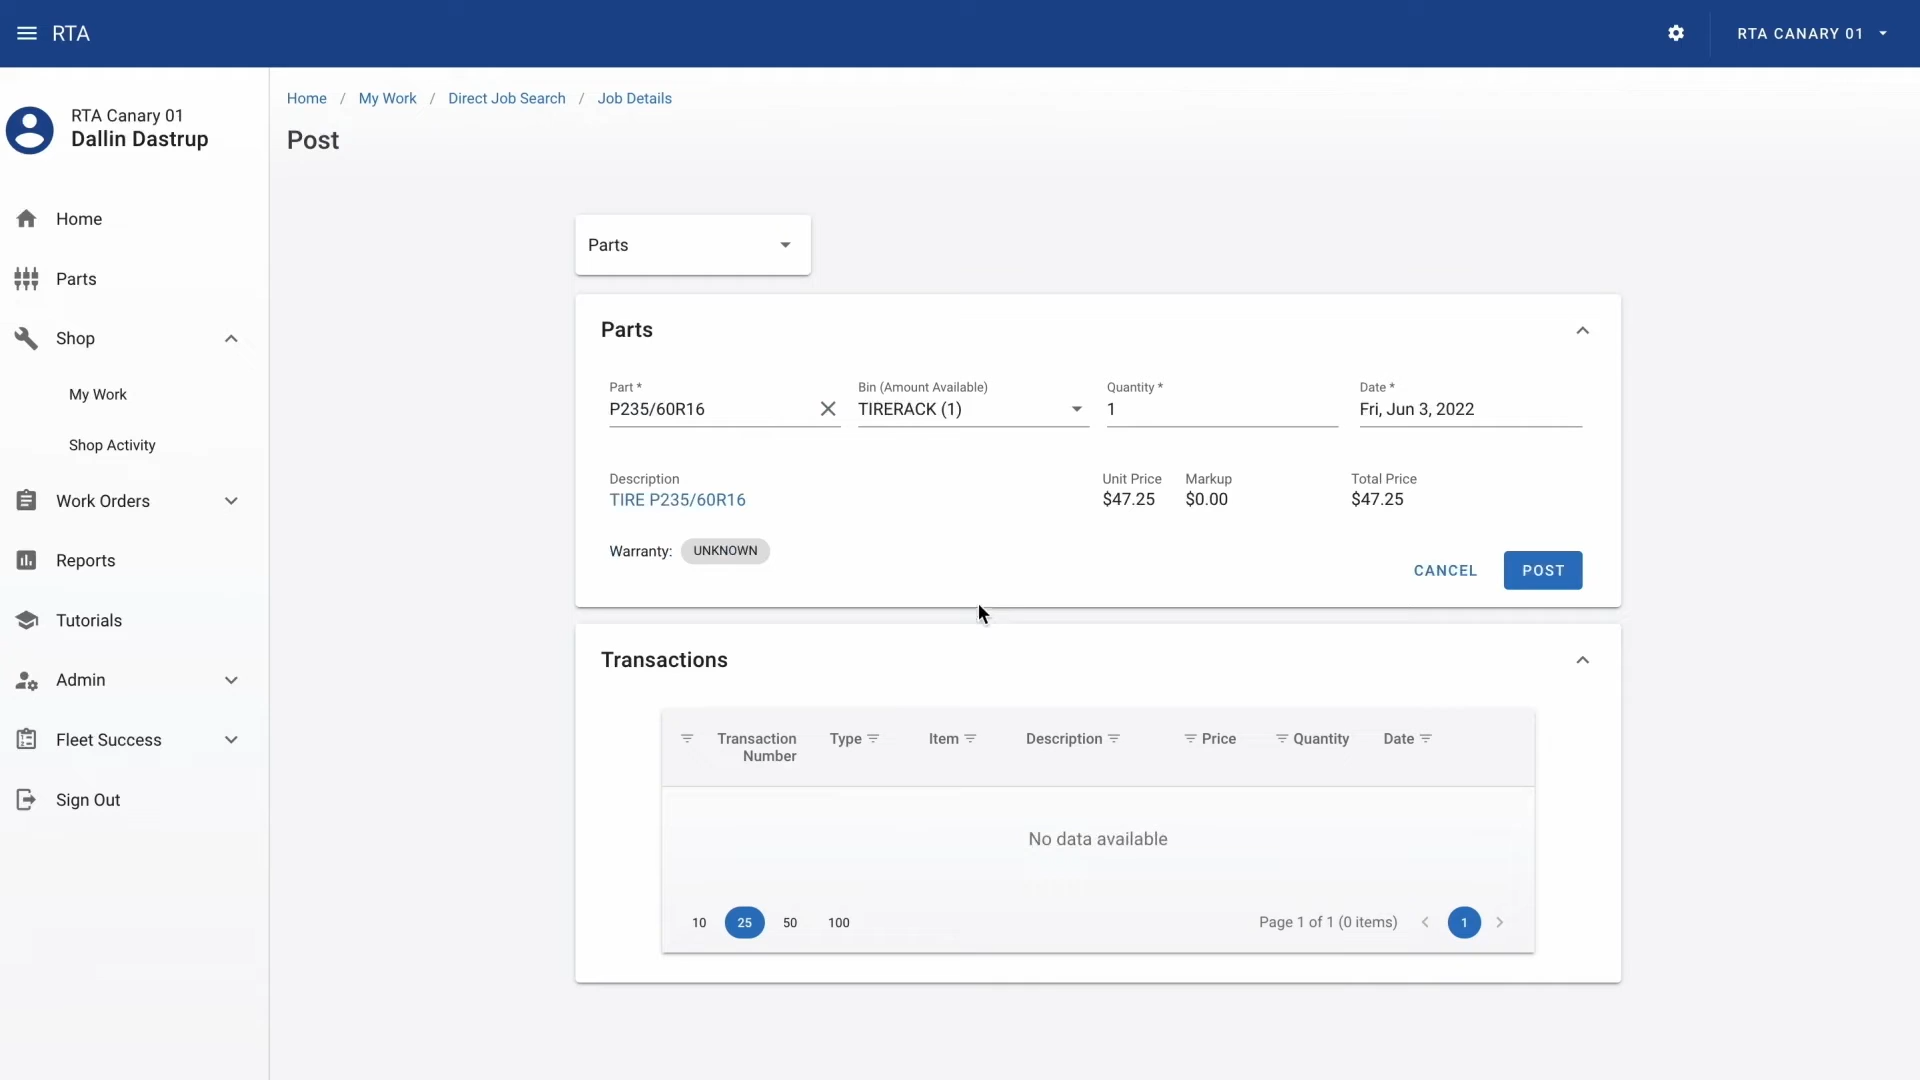 RTA
RTA CANARY 01
RTA Canary 01
Dallin Dastrup
Home
Parts
Shop
My Work
Shop Activity
Work Orders
Reports
Tutorials
Admin
Fleet Success
Sign Out
Home / My Work / Direct Job Search / Job Details
Post
Parts
Parts
Part * Bin (Amount Available) Quantity * Date *
P235/60R16 TIRERACK (1) 1 Fri, Jun 3, 2022
Description Unit Price Markup Total Price
TIRE P235/60R16 $47.25 $0.00 $47.25
Warranty: UNKNOWN
CANCEL POST
Transactions
Transaction Type Item Description Price Quantity Date
Number
No data available
10 25 50 100 Page 1 of 1 (0 items) 1